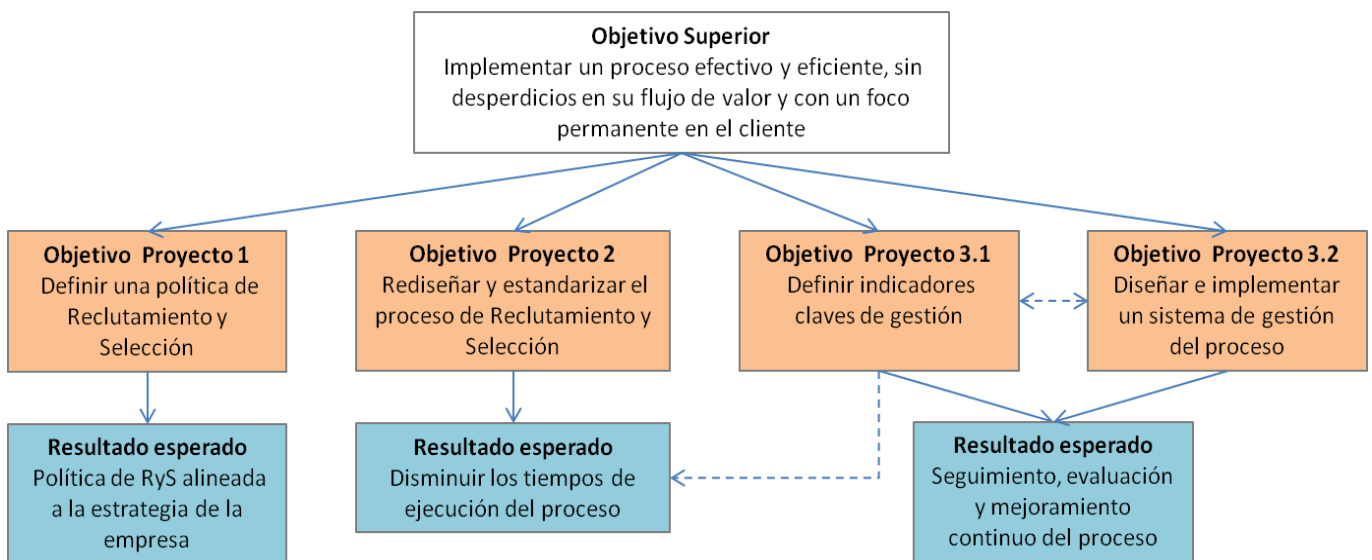 Objetivo Superior
Implementar un proceso efectivo y eficiente, sin
desperdicios en su flujo de valor y con un foco
permanente en el cliente
Objetivo Proyecto 1
Definir una política de
Reclutamiento y
Selección
Objetivo Proyecto 2
Rediseñar y estandarizar el
proceso de Reclutamiento y
Selección
Objetivo Proyecto 3.1
Definir indicadores
claves de gestión
Objetivo Proyecto 3.2
Diseñar e implementar
un sistema de gestión
del proceso
Resultado esperado
Política de RyS alineada
a la estrategia de la
empresa
Resultado esperado
Disminuir los tiempos de
ejecución del proceso
Resultado esperado
Seguimiento, evaluación
y mejoramiento
continuo del proceso